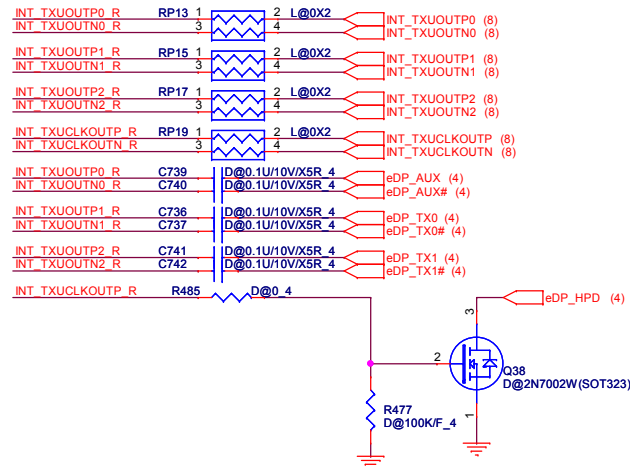 INT_TXUOUTP0_R RP13 1 2 L@0X2 INT_TXUOUTP0 (8)
INT_TXUOUTN0_R 3 4 INT_TXUOUTN0 (8)
INT_TXUOUTP1_R RP15 1 2 L@0X2 INT_TXUOUTP1 (8)
INT_TXUOUTN1_R 3 4 INT_TXUOUTN1 (8)
INT_TXUOUTP2_R RP17 1 2 L@0X2 INT_TXUOUTP2 (8)
INT_TXUOUTN2_R 3 4 INT_TXUOUTN2 (8)
INT_TXUCLKOUTP_R RP19 1 2 L@0X2 INT_TXUCLKOUTP (8)
INT_TXUCLKOUTN_R 3 4 INT_TXUCLKOUTN (8)
INT_TXUOUTP0_R C739 D@0.1U/10V/X5R_4 eDP_AUX (4)
INT_TXUOUTN0_R C740 D@0.1U/10V/X5R_4 eDP_AUX# (4)
INT_TXUOUTP1_R C736 D@0.1U/10V/X5R_4 eDP_TX0 (4)
INT_TXUOUTN1_R C737 D@0.1U/10V/X5R_4 eDP_TX0# (4)
INT_TXUOUTP2_R C741 D@0.1U/10V/X5R_4 eDP_TX1 (4)
INT_TXUOUTN2_R C742 D@0.1U/10V/X5R_4 eDP_TX1# (4)
INT_TXUCLKOUTP_R R485 D@0_4 eDP_HPD (4)
3
2
Q38
D@2N7002W(SOT323)
1
R477
D@100K/F_4